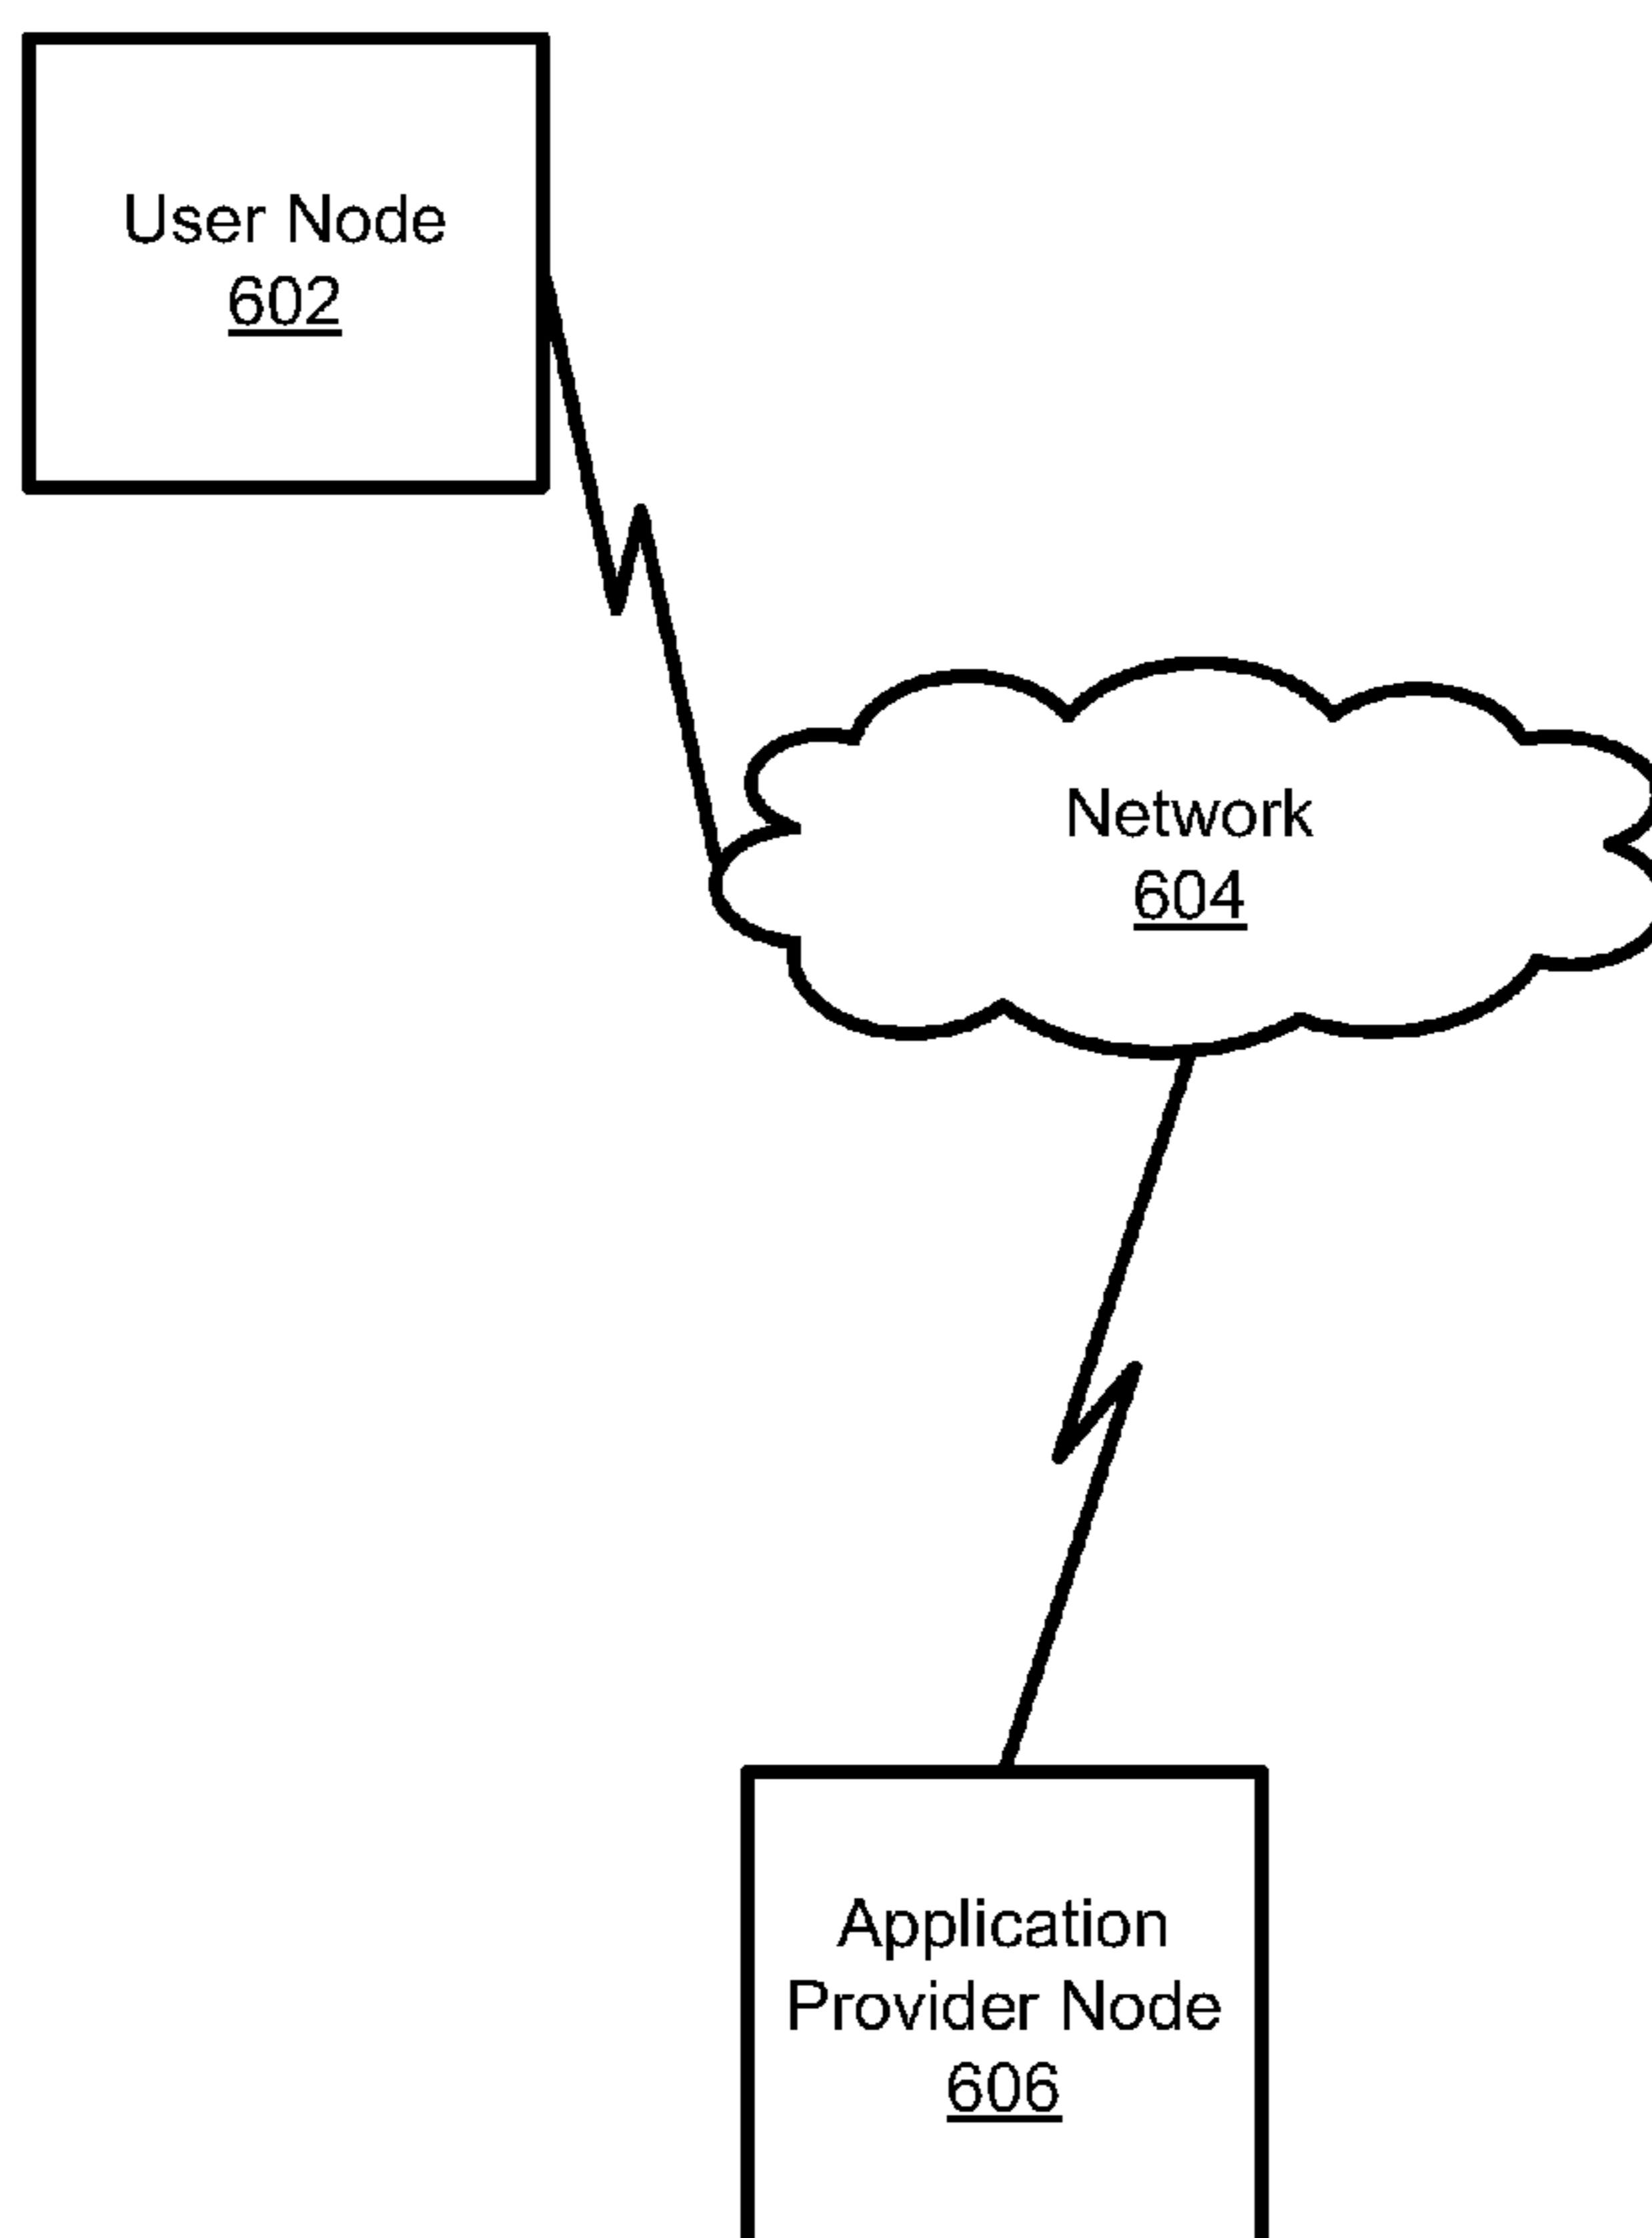 User Node
602
Network
604
Application
Provider Node
606